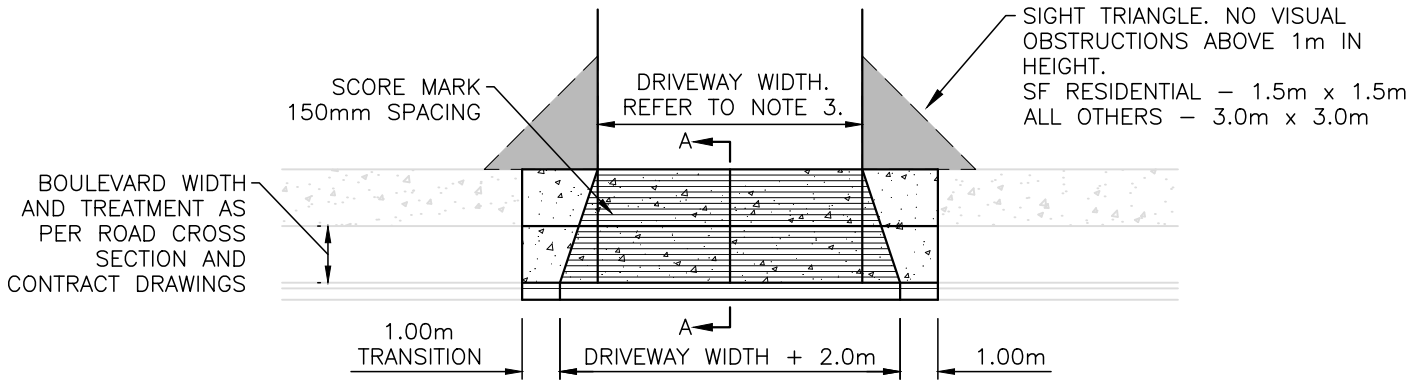 SIGHT TRIANGLE. NO VISUAL
OBSTRUCTIONS ABOVE 1m IN
HEIGHT.
SF RESIDENTIAL – 1.5m x 1.5m
ALL OTHERS – 3.0m x 3.0m
SCORE MARK
150mm SPACING
DRIVEWAY WIDTH.
REFER TO NOTE 3.
A
BOULEVARD WIDTH
AND TREATMENT AS
PER ROAD CROSS
SECTION AND
CONTRACT DRAWINGS
A
1.00m
TRANSITION
DRIVEWAY WIDTH + 2.0m
1.00m